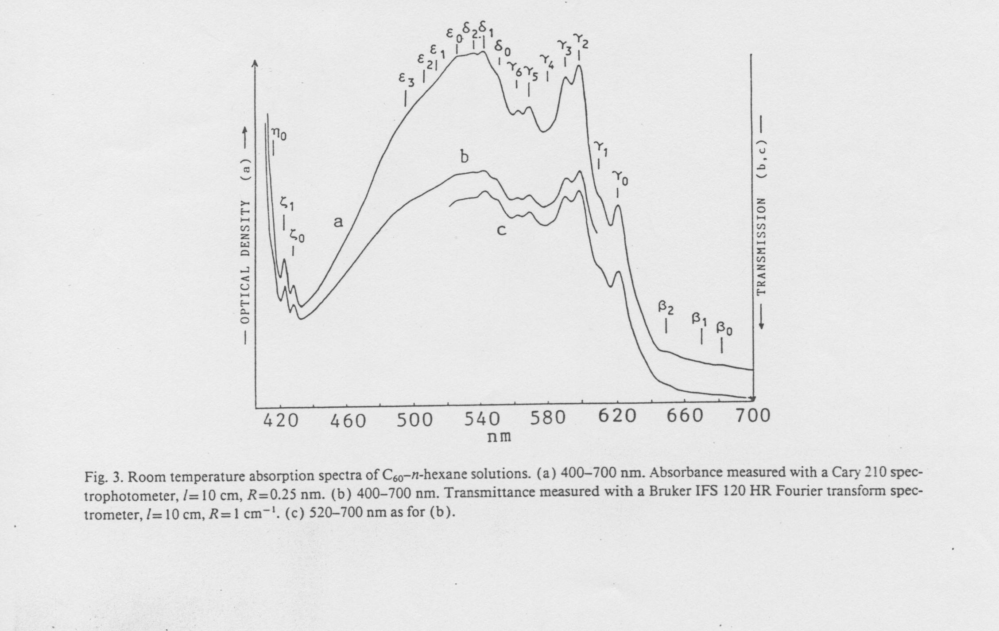 ε0 δ2 δ1
ε1 δ0 γ3 γ2
ε2 γ6 γ5 γ4
ε3
η0
γ1
b
γ0
ζ1
a
ζ0
c
β2
β1
β0
OPTICAL DENSITY (a)
TRANSMISSION (b,c)
420 460 500 540 580 620 660 700
nm
Fig. 3. Room temperature absorption spectra of C60–n-hexane solutions. (a) 400–700 nm. Absorbance measured with a Cary 210 spec-
trophotometer, l=10 cm, R=0.25 nm. (b) 400–700 nm. Transmittance measured with a Bruker IFS 120 HR Fourier transform spec-
trometer, l=10 cm, R=1 cm⁻¹. (c) 520–700 nm as for (b).